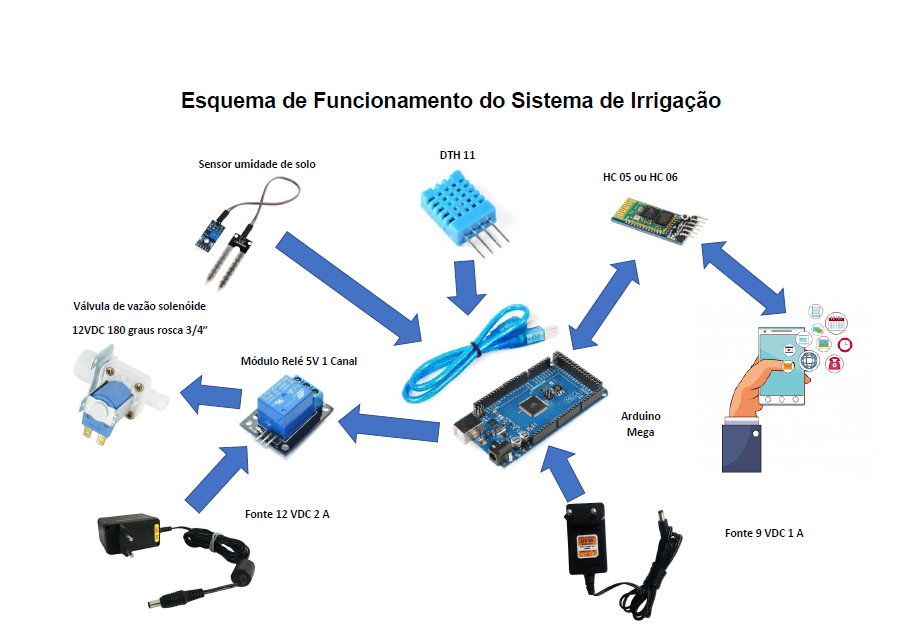 Esquema de Funcionamento do Sistema de Irrigação
DTH 11
Sensor umidade de solo
HC 05 ou HC 06
Válvula de vazão solenóide
12VDC 180 graus rosca 3/4”
Módulo Relé 5V 1 Canal
Arduino
Mega
Fonte 12 VDC 2 A
Fonte 9 VDC 1 A